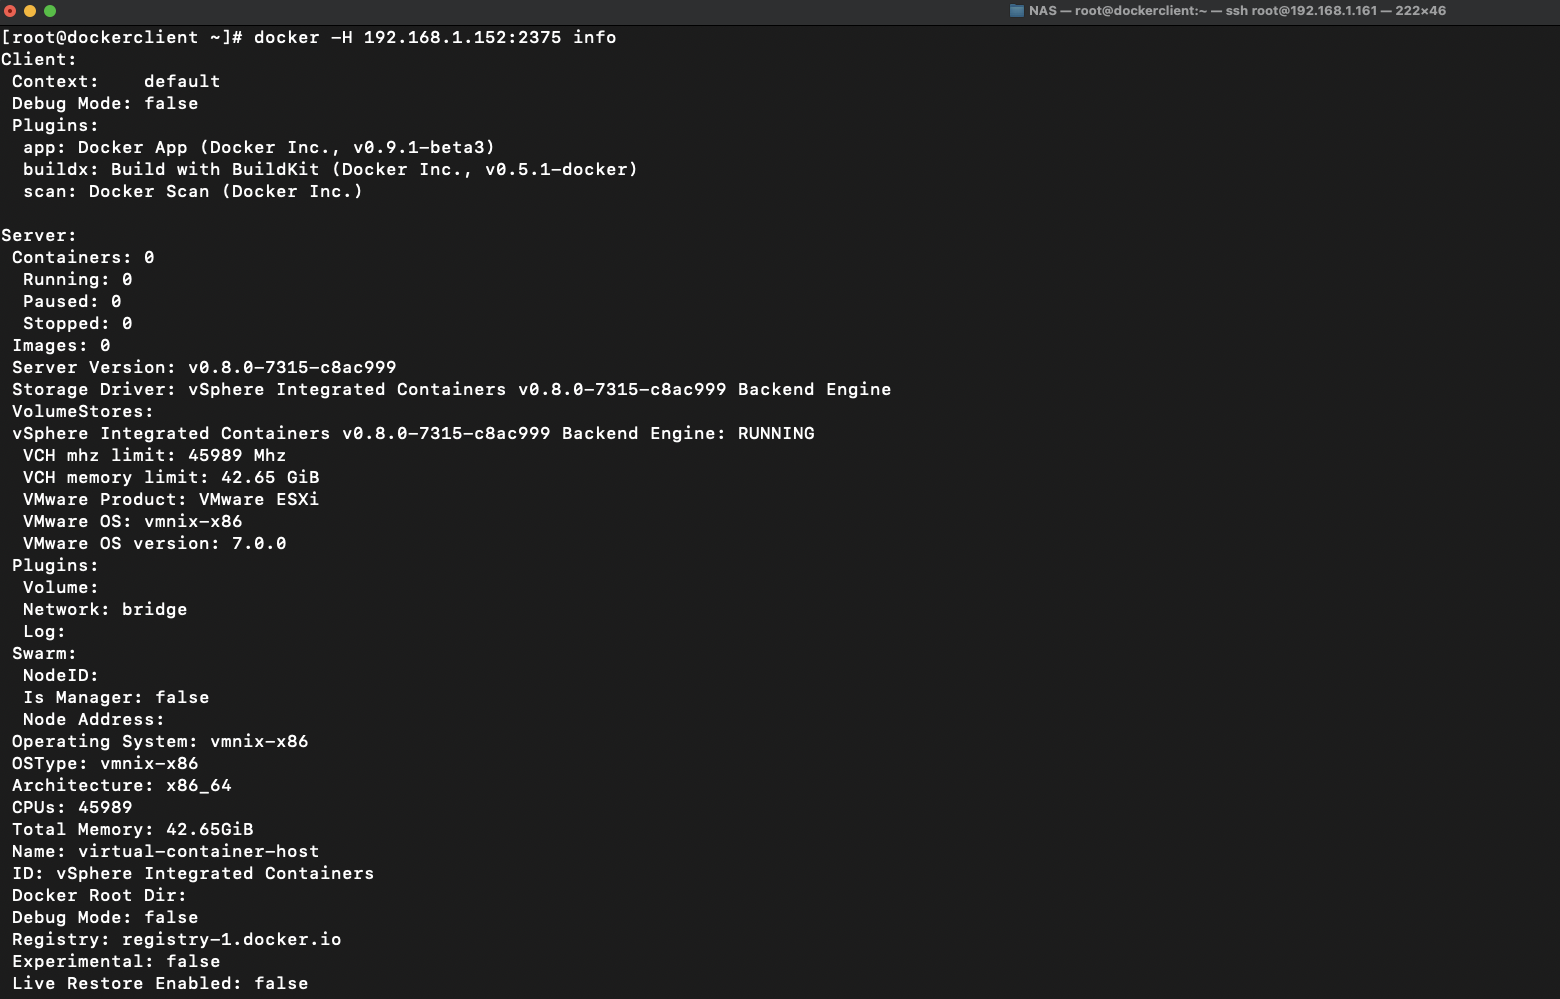 NAS — root@dockerclient:~ — ssh root@192.168.1.161 — 222×46
[root@dockerclient ~]# docker -H 192.168.1.152:2375 info
Client:
 Context:    default
 Debug Mode: false
 Plugins:
  app: Docker App (Docker Inc., v0.9.1-beta3)
  buildx: Build with BuildKit (Docker Inc., v0.5.1-docker)
  scan: Docker Scan (Docker Inc.)

Server:
 Containers: 0
  Running: 0
  Paused: 0
  Stopped: 0
 Images: 0
 Server Version: v0.8.0-7315-c8ac999
 Storage Driver: vSphere Integrated Containers v0.8.0-7315-c8ac999 Backend Engine
 VolumeStores:
 vSphere Integrated Containers v0.8.0-7315-c8ac999 Backend Engine: RUNNING
  VCH mhz limit: 45989 Mhz
  VCH memory limit: 42.65 GiB
  VMware Product: VMware ESXi
  VMware OS: vmnix-x86
  VMware OS version: 7.0.0
 Plugins:
  Volume:
  Network: bridge
  Log:
 Swarm:
  NodeID:
  Is Manager: false
  Node Address:
 Operating System: vmnix-x86
 OSType: vmnix-x86
 Architecture: x86_64
 CPUs: 45989
 Total Memory: 42.65GiB
 Name: virtual-container-host
 ID: vSphere Integrated Containers
 Docker Root Dir:
 Debug Mode: false
 Registry: registry-1.docker.io
 Experimental: false
 Live Restore Enabled: false